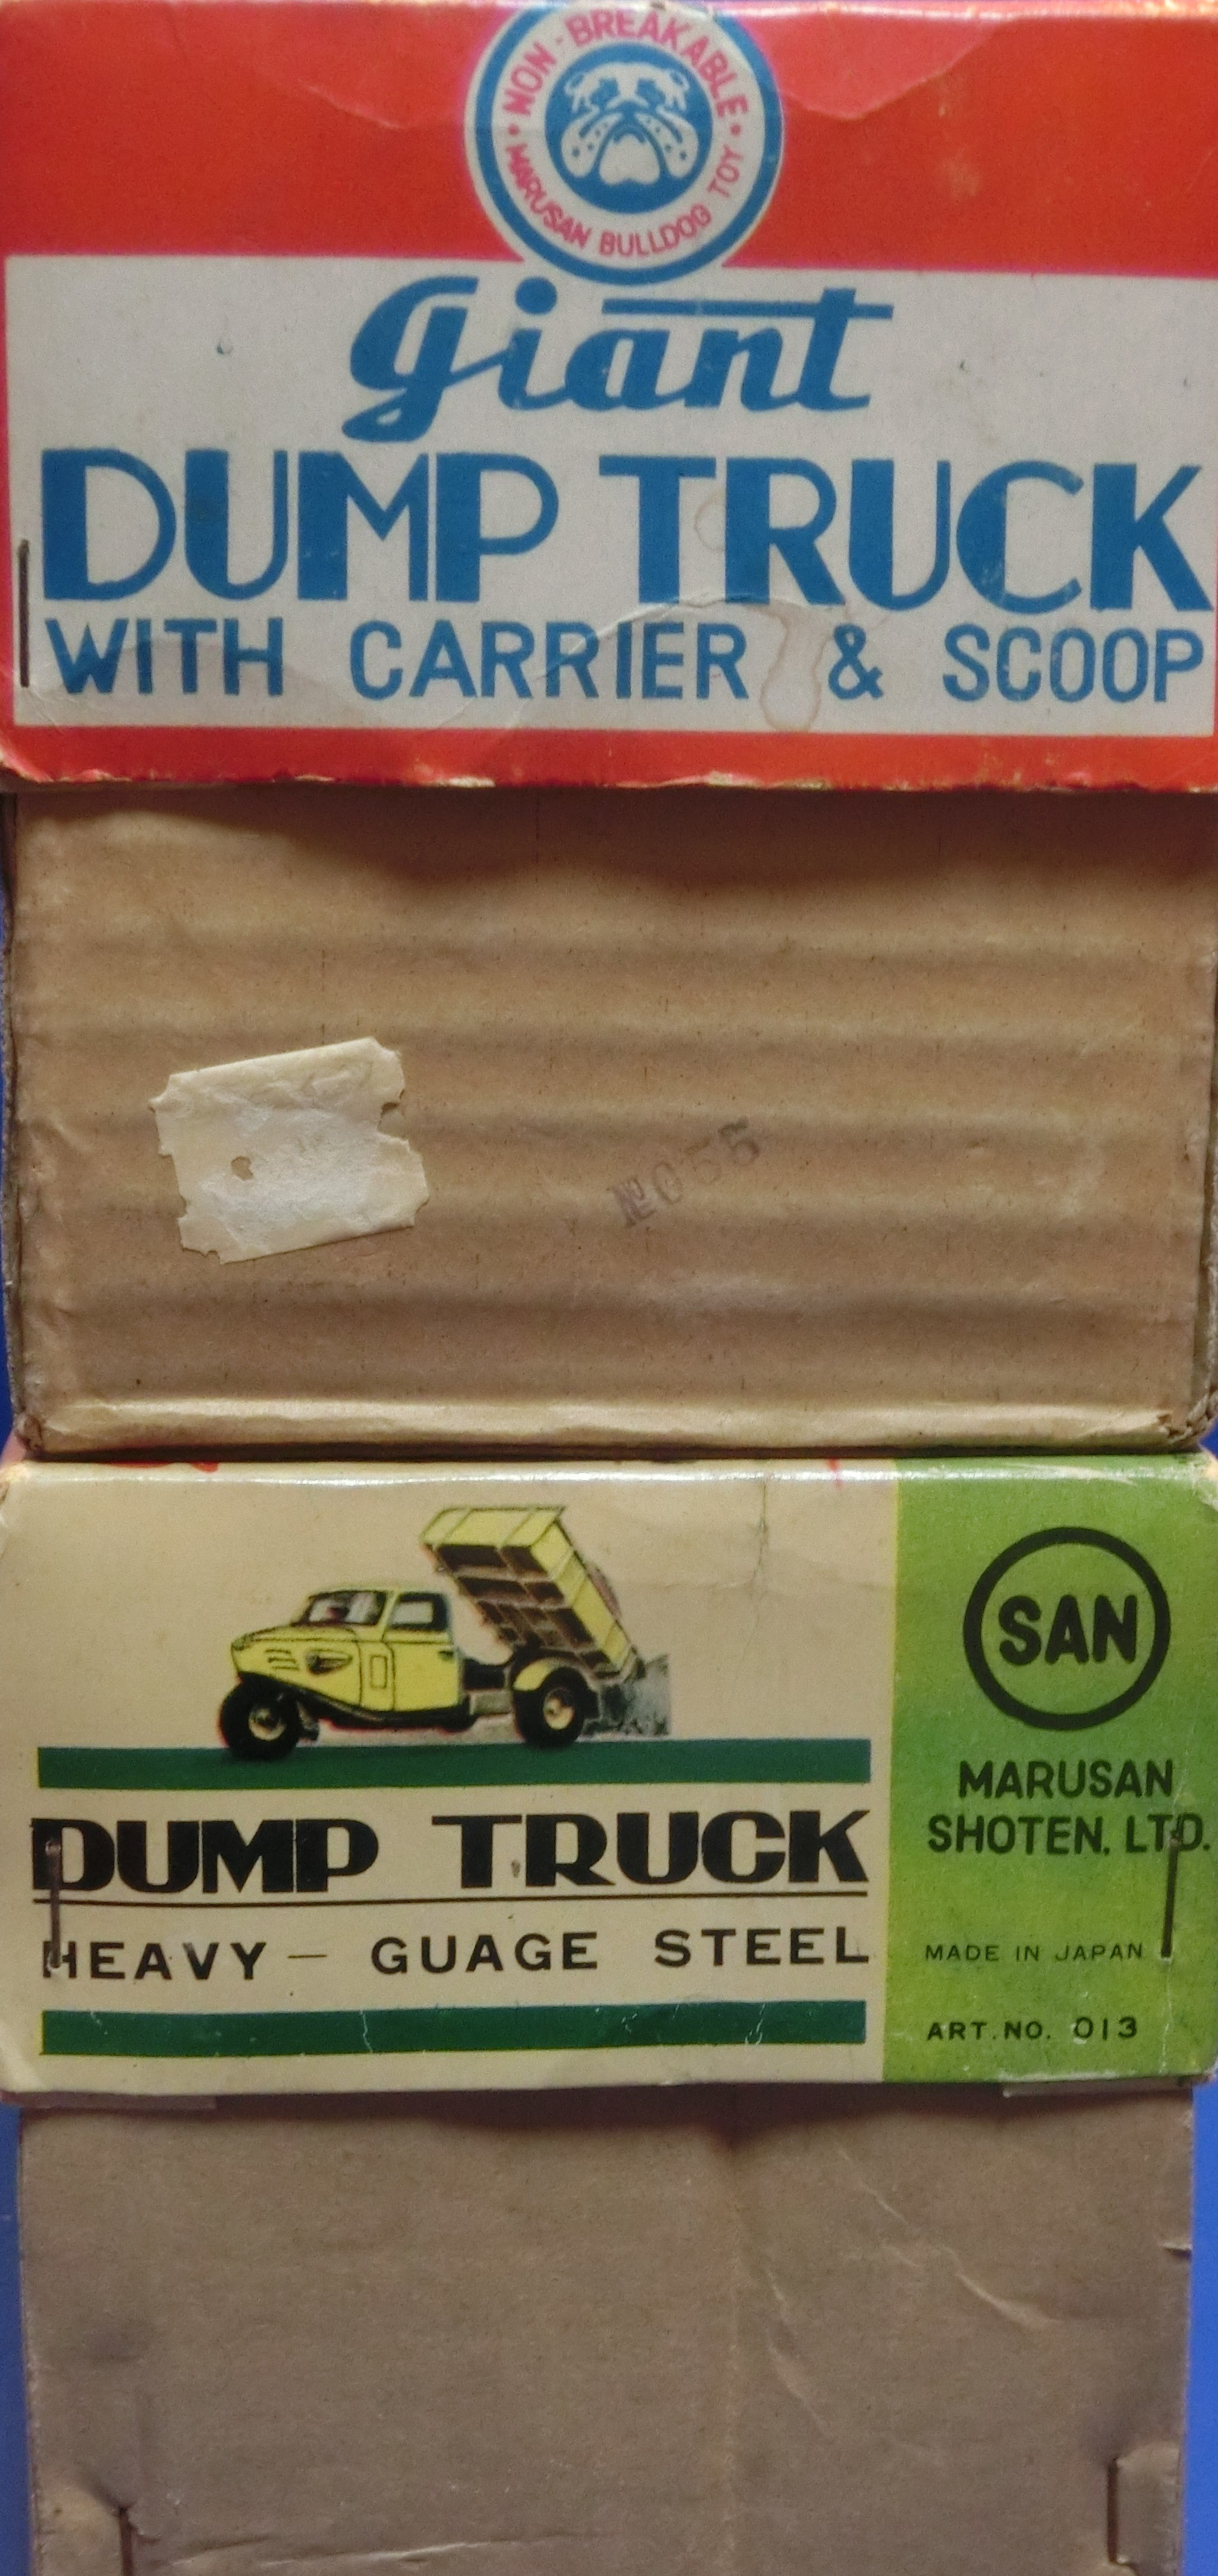 NON-BREAKABLE
MARUSAN BULLDOG TOY
Giant
DUMP TRUCK
WITH CARRIER & SCOOP
№055
SAN
MARUSAN
SHOTEN, LTD.
DUMP TRUCK
HEAVY — GUAGE STEEL
MADE IN JAPAN
ART. NO. 013